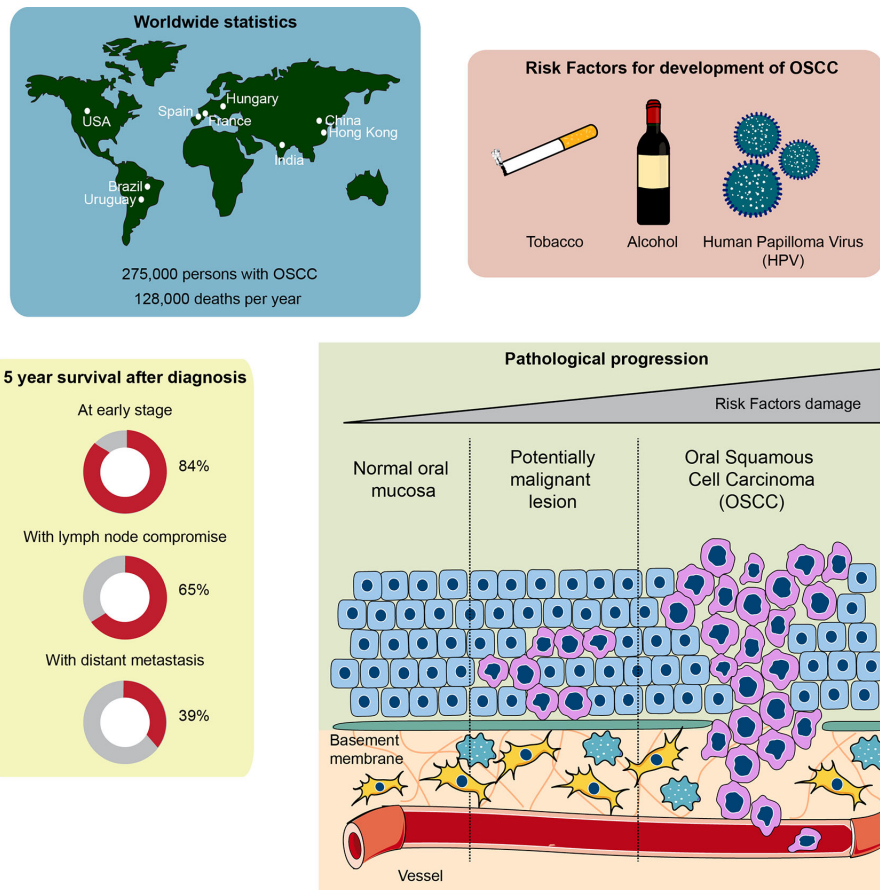 Worldwide statistics
USA
Spain
Hungary
France
China
Hong Kong
India
Brazil
Uruguay
275,000 persons with OSCC
128,000 deaths per year
Risk Factors for development of OSCC
Tobacco
Alcohol
Human Papilloma Virus
(HPV)
5 year survival after diagnosis
At early stage
84%
With lymph node compromise
65%
With distant metastasis
39%
Pathological progression
Risk Factors damage
Normal oral
mucosa
Potentially
malignant
lesion
Oral Squamous
Cell Carcinoma
(OSCC)
Basement
membrane
Vessel